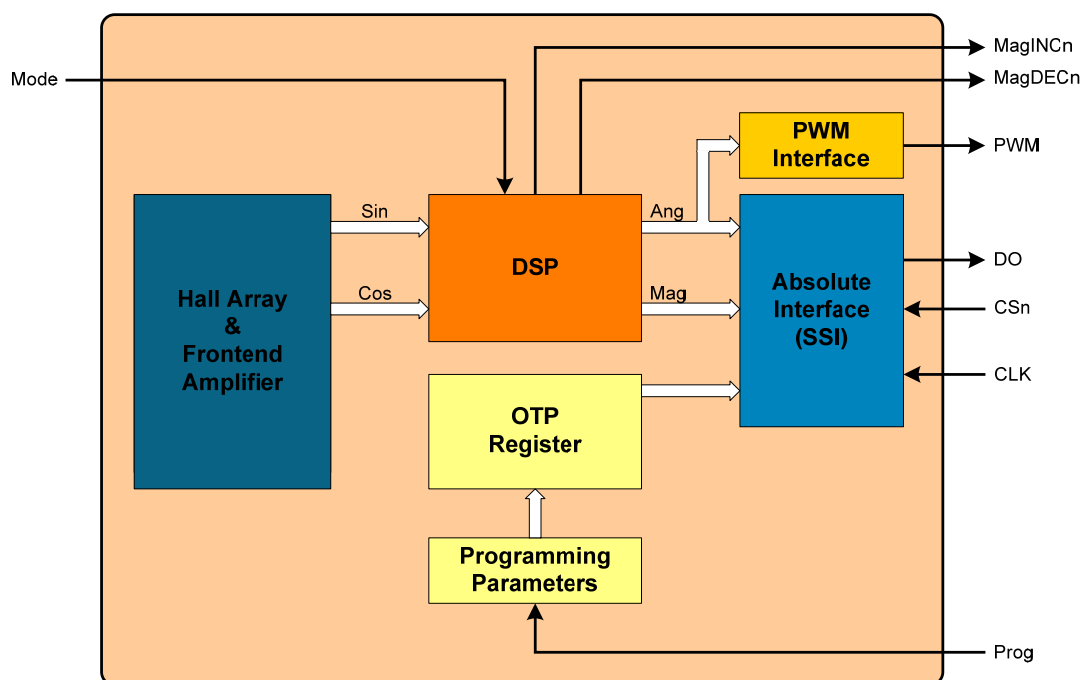 MagINCn
Mode
MagDECn
PWM
Interface
PWM
Sin
Ang
DSP
DO
Cos
Mag
Hall Array
&
Frontend
Amplifier
Absolute
Interface
(SSI)
CSn
CLK
OTP
Register
Programming
Parameters
Prog